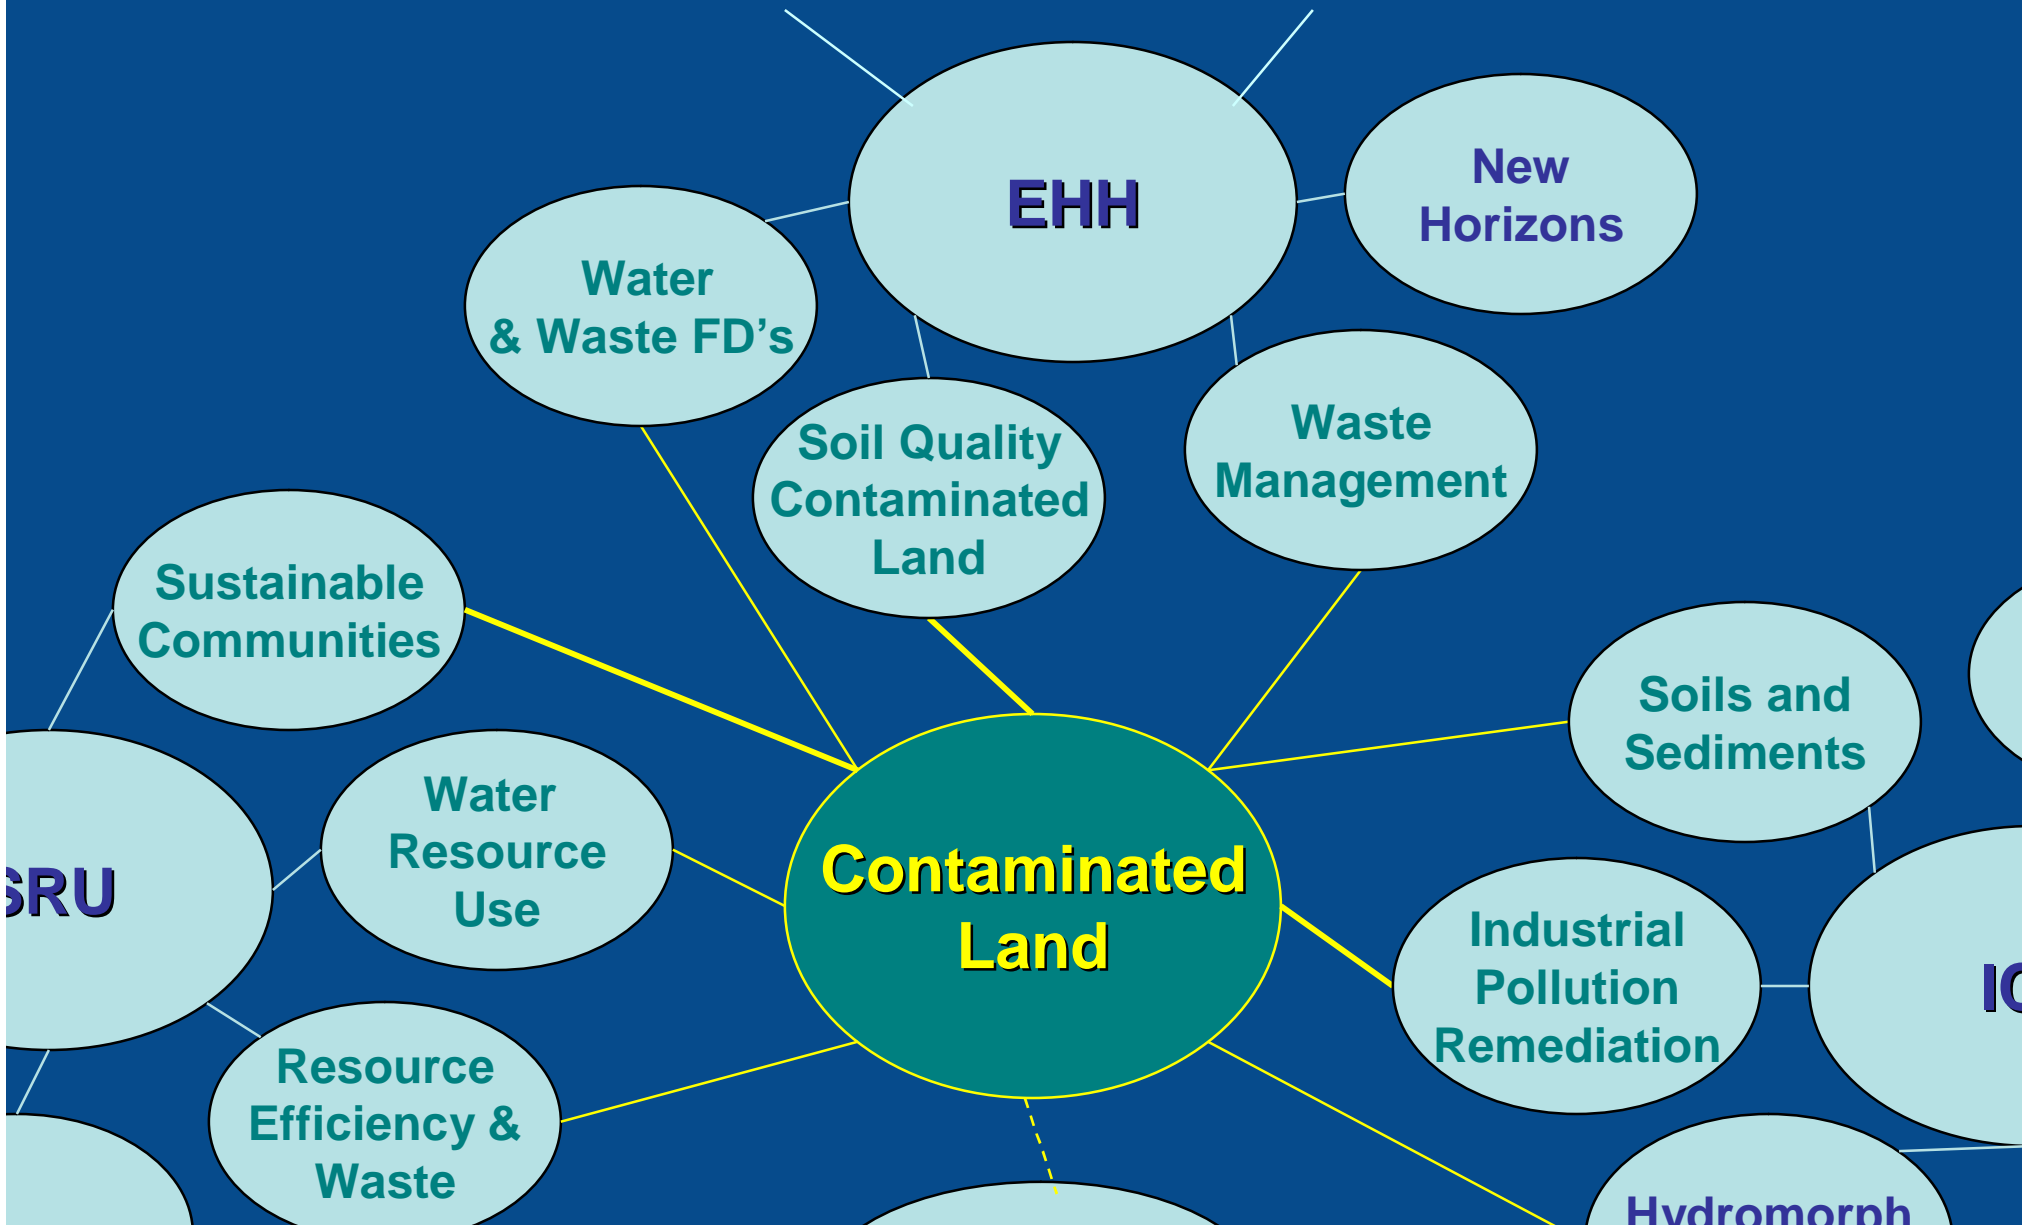 EHH
New
Horizons
Water
& Waste FD's
Soil Quality
Contaminated
Land
Waste
Management
Sustainable
Communities
Soils and
Sediments
Water
Resource
Use
SRU
Contaminated
Land
Industrial
Pollution
Remediation
Resource
Efficiency &
Waste
Hydromorph